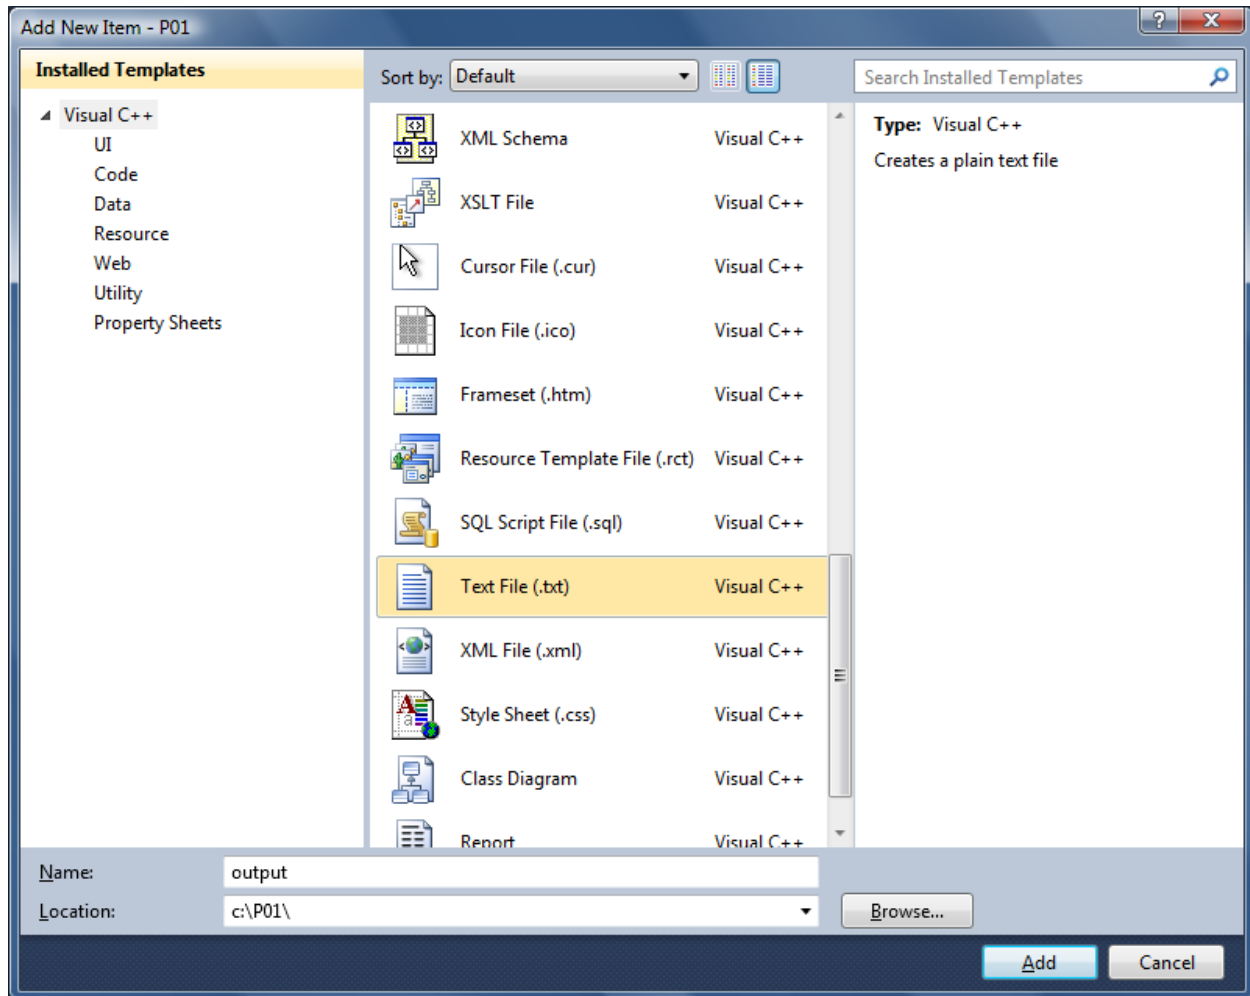 Add New Item - P01
?
X
Installed Templates
Sort by: Default
Search Installed Templates
Visual C++
UI
Code
Data
Resource
Web
Utility
Property Sheets
XML Schema Visual C++
XSLT File Visual C++
Cursor File (.cur) Visual C++
Icon File (.ico) Visual C++
Frameset (.htm) Visual C++
Resource Template File (.rct) Visual C++
SQL Script File (.sql) Visual C++
Text File (.txt) Visual C++
XML File (.xml) Visual C++
Style Sheet (.css) Visual C++
Class Diagram Visual C++
Report Visual C++
Type: Visual C++
Creates a plain text file
Name: output
Location: c:\P01\
Browse...
Add Cancel